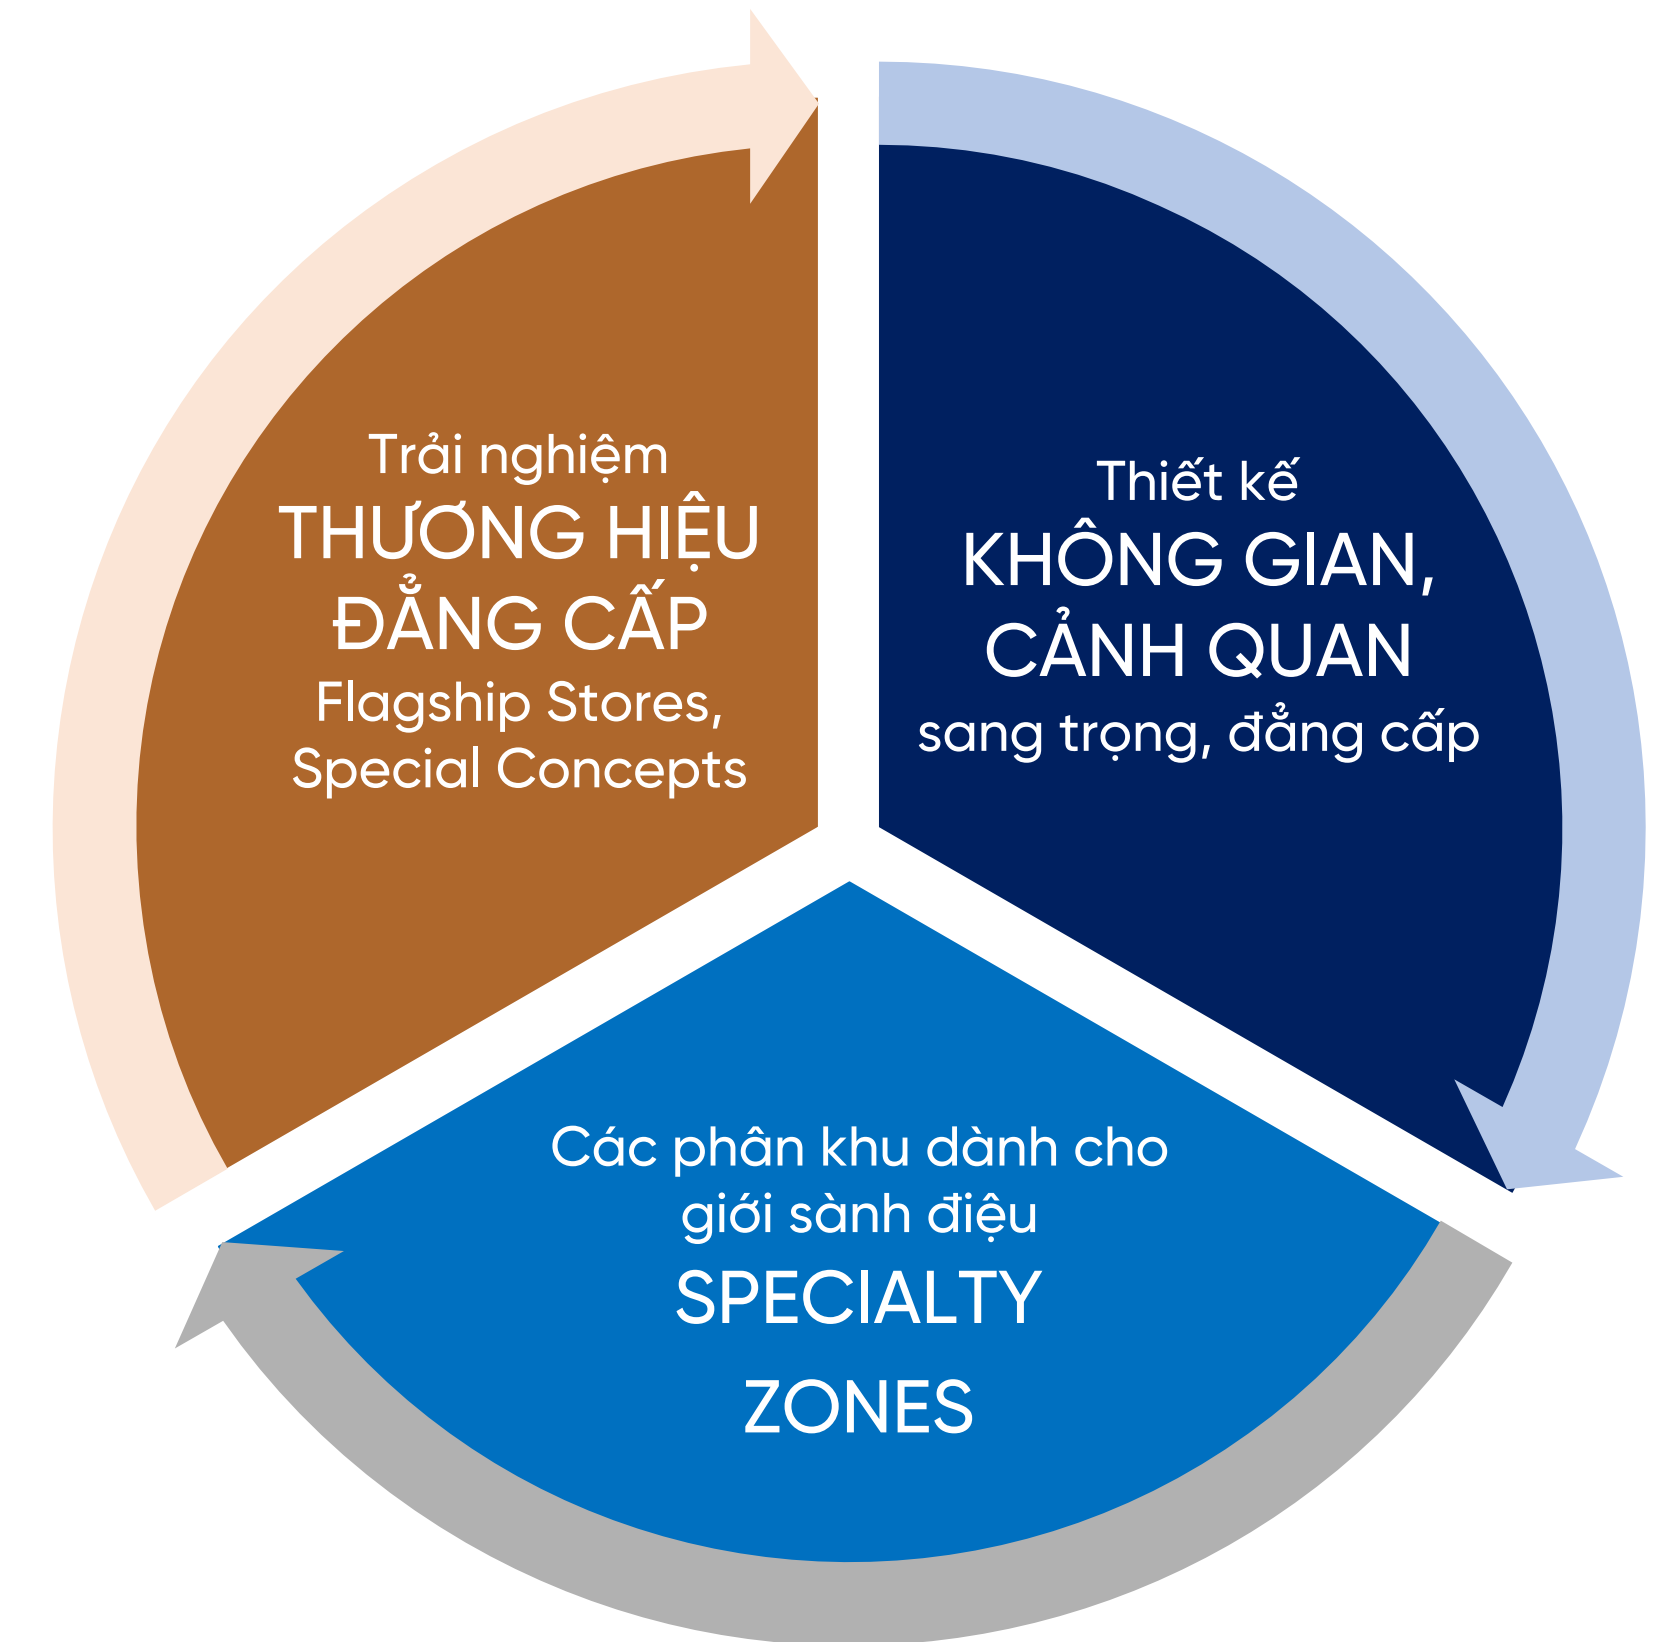 Trải nghiệm
THƯƠNG HIỆU
ĐẲNG CẤP
Flagship Stores,
Special Concepts
Thiết kế
KHÔNG GIAN,
CẢNH QUAN
sang trọng, đẳng cấp
Các phân khu dành cho
giới sành điệu
SPECIALTY
ZONES